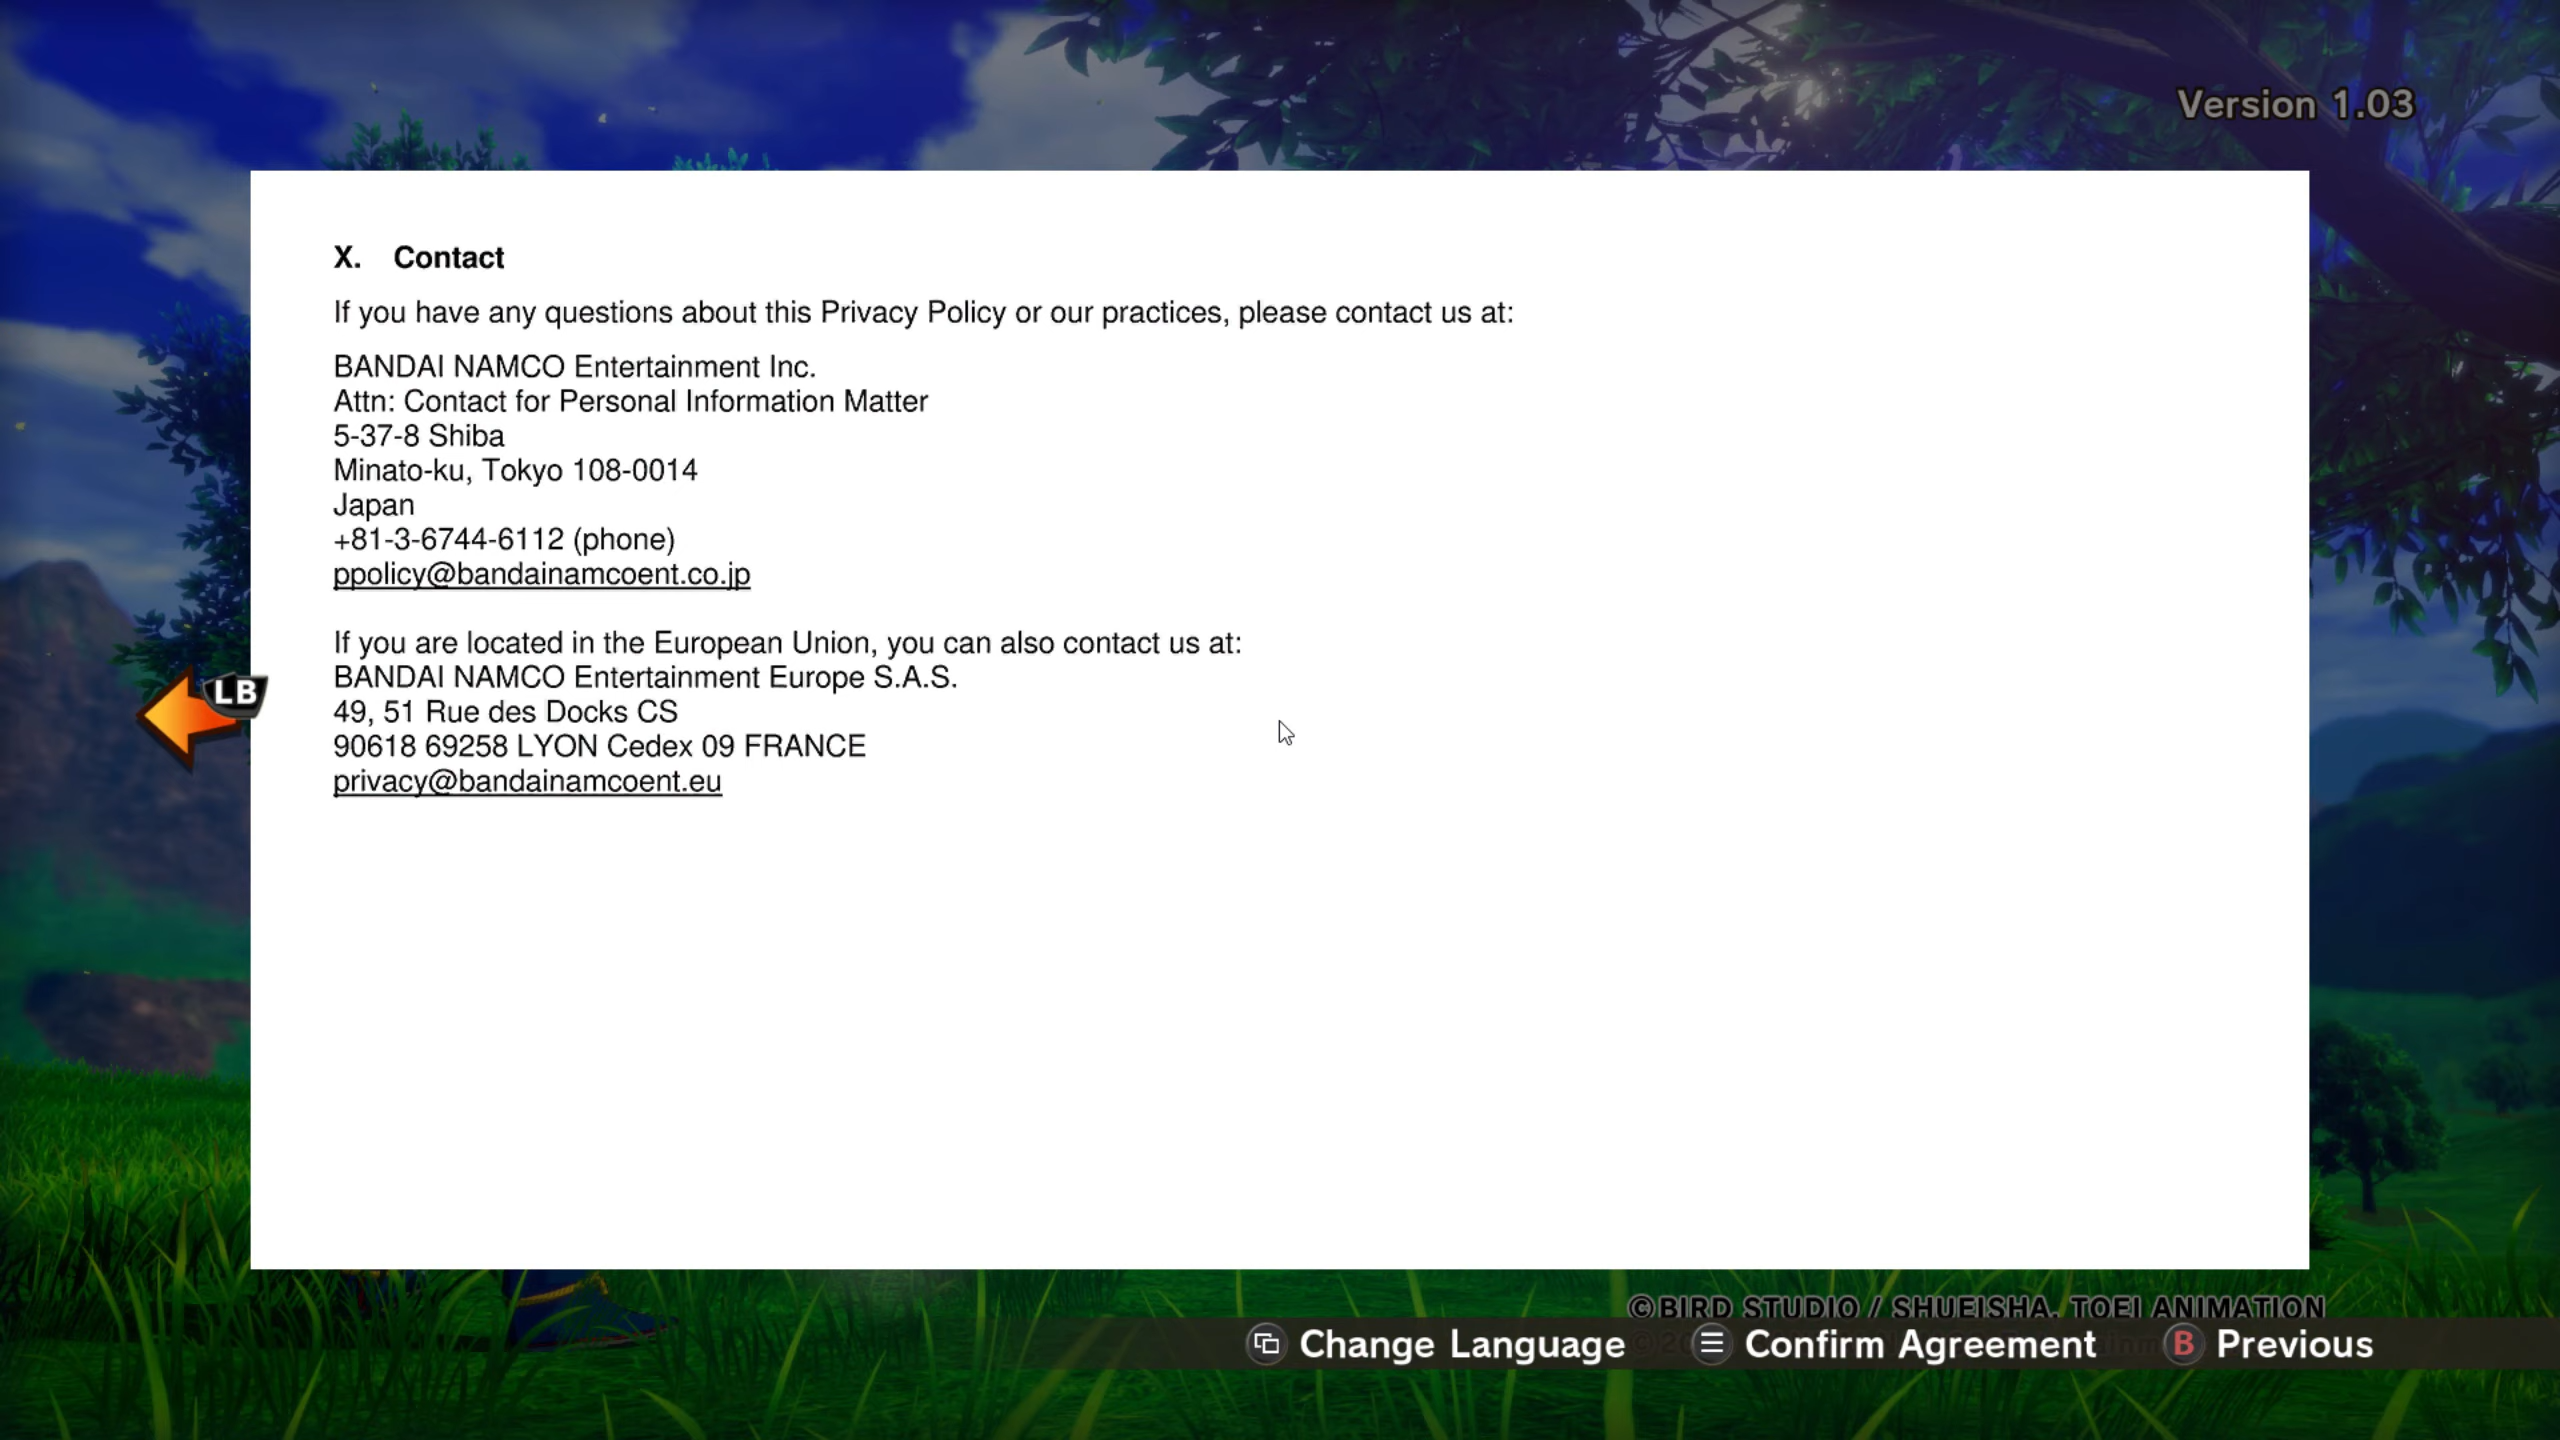 Version 1.03
X. Contact
If you have any questions about this Privacy Policy or our practices, please contact us at:
BANDAI NAMCO Entertainment Inc.
Attn: Contact for Personal Information Matter
5-37-8 Shiba
Minato-ku, Tokyo 108-0014
Japan
+81-3-6744-6112 (phone)
ppolicy@bandainamcoent.co.jp
If you are located in the European Union, you can also contact us at:
BANDAI NAMCO Entertainment Europe S.A.S.
LB
49, 51 Rue des Docks CS
90618 69258 LYON Cedex 09 FRANCE
privacy@bandainamcoent.eu
©BIRD STUDIO / SHUEISHA, TOEI ANIMATION
Change Language Confirm Agreement B Previous